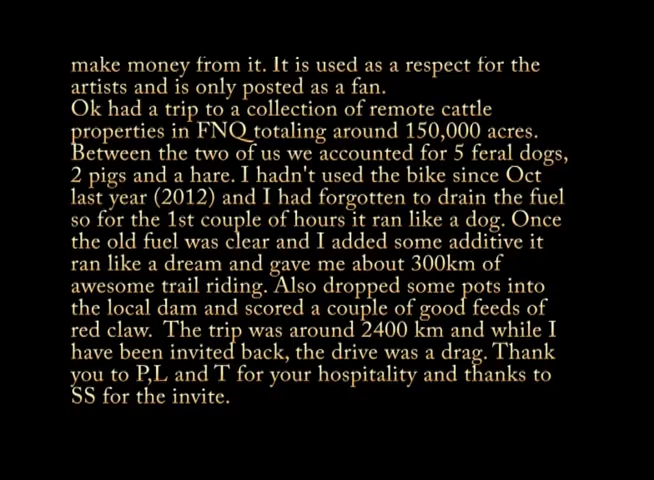 make money from it. It is used as a respect for the
artists and is only posted as a fan.
Ok had a trip to a collection of remote cattle
properties in FNQ totaling around 150,000 acres.
Between the two of us we accounted for 5 feral dogs,
2 pigs and a hare. I hadn't used the bike since Oct
last year (2012) and I had forgotten to drain the fuel
so for the 1st couple of hours it ran like a dog. Once
the old fuel was clear and I added some additive it
ran like a dream and gave me about 300km of
awesome trail riding. Also dropped some pots into
the local dam and scored a couple of good feeds of
red claw.  The trip was around 2400 km and while I
have been invited back, the drive was a drag. Thank
you to P,L and T for your hospitality and thanks to
SS for the invite.